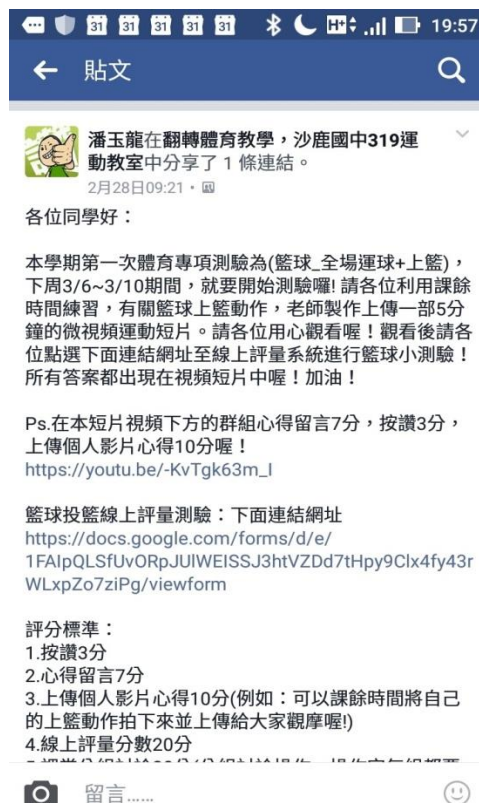 31 31 31 31 31 H+ 19:57
貼文
潘玉龍在翻轉體育教學，沙鹿國中319運
動教室中分享了 1 條連結。
2月28日09:21
各位同學好：
本學期第一次體育專項測驗為(籃球_全場運球+上籃)，
下周3/6~3/10期間，就要開始測驗囉! 請各位利用課餘
時間練習，有關籃球上籃動作，老師製作上傳一部5分
鐘的微視頻運動短片。請各位用心觀看喔！觀看後請各
位點選下面連結網址至線上評量系統進行籃球小測驗！
所有答案都出現在視頻短片中喔！加油！
Ps.在本短片視頻下方的群組心得留言7分，按讚3分，
上傳個人影片心得10分喔！
https://youtu.be/-KvTgk63m_I
籃球投籃線上評量測驗：下面連結網址
https://docs.google.com/forms/d/e/
1FAIpQLSfUvORpJUlWEISSJ3htVZDd7tHpy9Clx4fy43r
WLxpZo7ziPg/viewform
評分標準：
1.按讚3分
2.心得留言7分
3.上傳個人影片心得10分(例如：可以課餘時間將自己
的上籃動作拍下來並上傳給大家觀摩喔!)
4.線上評量分數20分
留言......